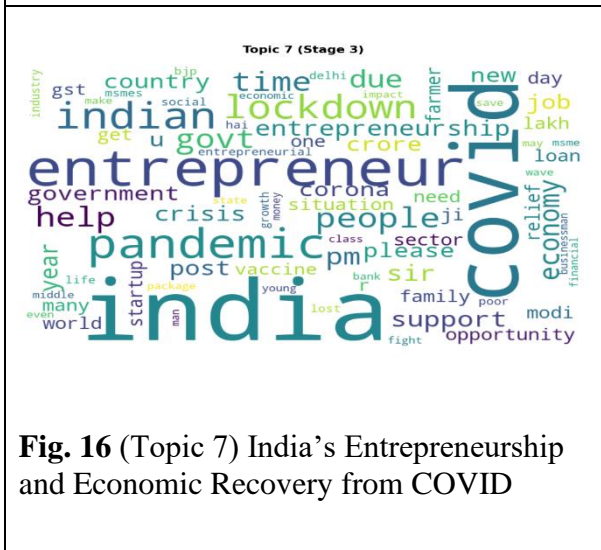 Topic 7 (Stage 3)
industry gst bjp country time delhi due farmer new day
msmes make social economic impact save job
indian lockdown covid lakh
get u govt hai one entrepreneurship crore may msme
entrepreneurial loan
entrepreneur wave
government state corona situation need relief economy
help crisis growth money people ji businessman financial
pandemic class pm sector please
year life post vaccine bank r sir
middle many startup package young family poor modi
even world man india lost support
fight opportunity
Fig. 16 (Topic 7) India’s Entrepreneurship
and Economic Recovery from COVID